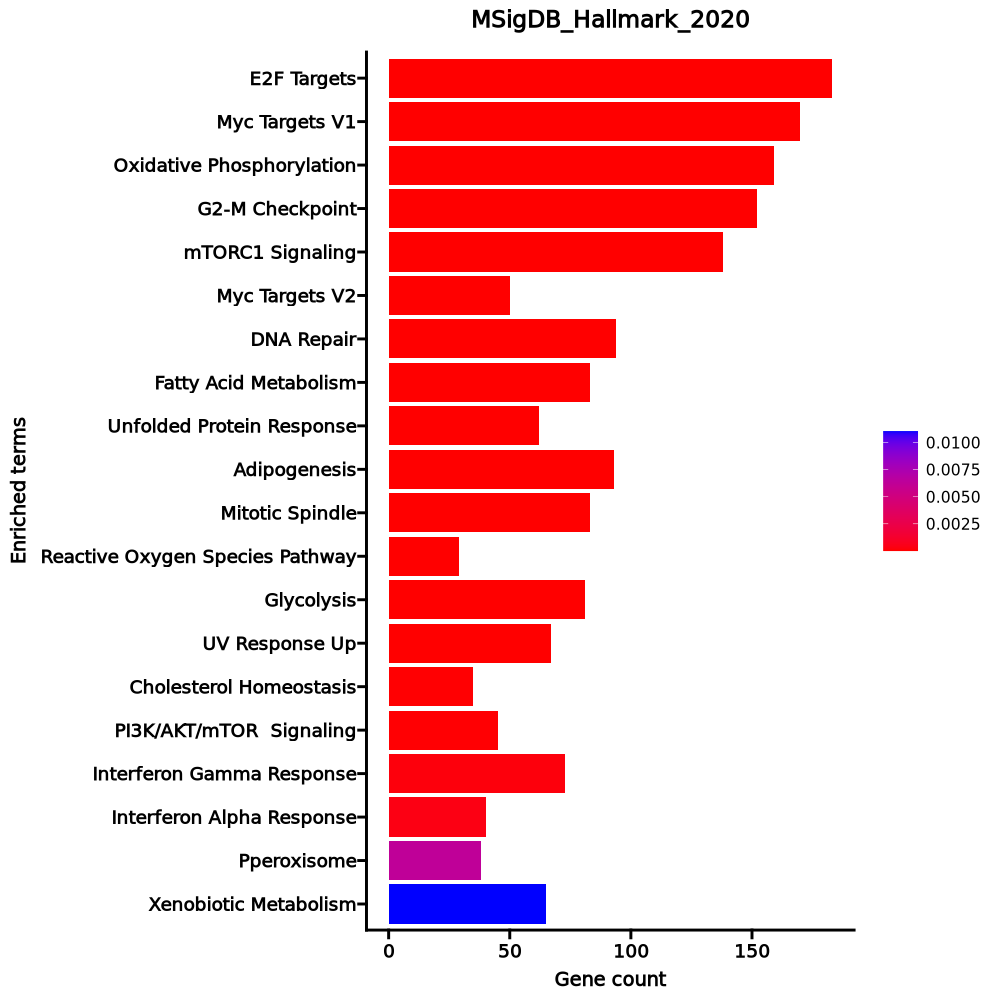 MSigDB_Hallmark_2020
E2F Targets
Myc Targets V1
Oxidative Phosphorylation
G2-M Checkpoint
mTORC1 Signaling
Myc Targets V2
DNA Repair
Fatty Acid Metabolism
Unfolded Protein Response
Adipogenesis
Mitotic Spindle
Reactive Oxygen Species Pathway
Glycolysis
UV Response Up
Cholesterol Homeostasis
PI3K/AKT/mTOR  Signaling
Interferon Gamma Response
Interferon Alpha Response
Pperoxisome
Xenobiotic Metabolism
Enriched terms
0 50 100 150
Gene count
0.0100
0.0075
0.0050
0.0025